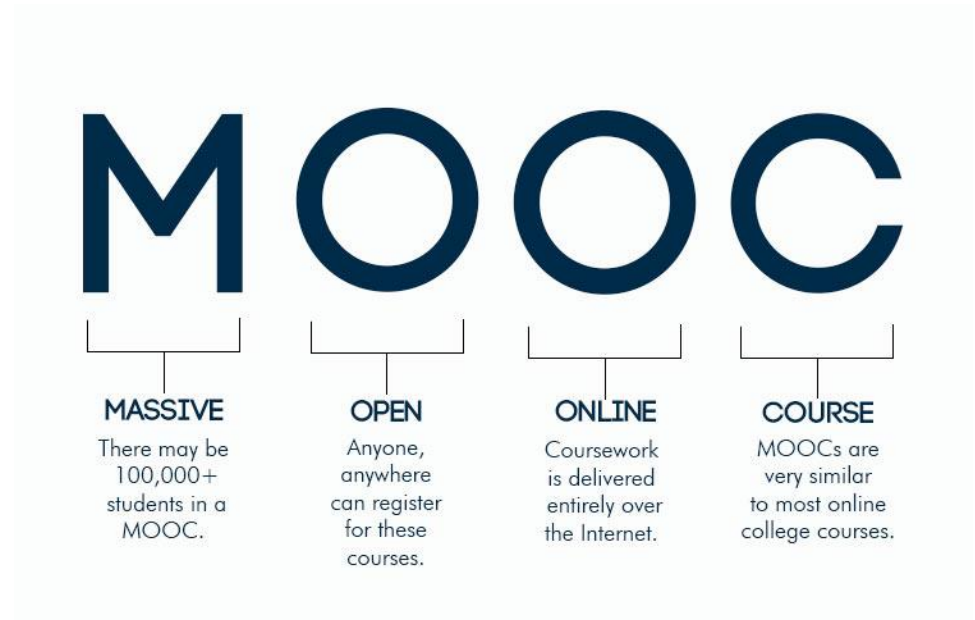 MOOC
MASSIVE
There may be
100,000+
students in a
MOOC.
OPEN
Anyone,
anywhere
can register
for these
courses.
ONLINE
Coursework
is delivered
entirely over
the Internet.
COURSE
MOOCs are
very similar
to most online
college courses.